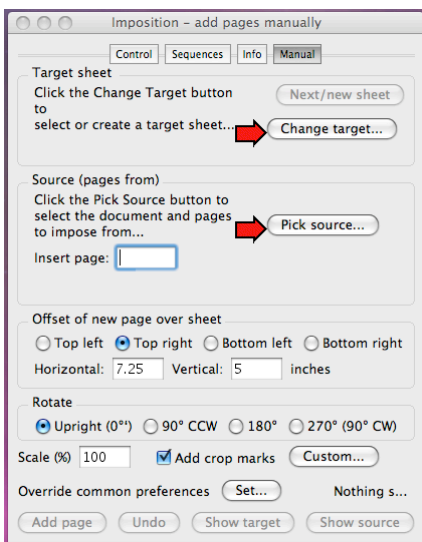 Imposition - add pages manually
Control Sequences Info Manual
Target sheet
Click the Change Target button
to
select or create a target sheet...
Next/new sheet
Change target...
Source (pages from)
Click the Pick Source button to
select the document and pages
to impose from...
Pick source...
Insert page:
Offset of new page over sheet
Top left Top right Bottom left Bottom right
Horizontal: 7.25 Vertical: 5 inches
Rotate
Upright (0°') 90° CCW 180° 270° (90° CW)
Scale (%) 100 Add crop marks Custom...
Override common preferences Set... Nothing s...
Add page Undo Show target Show source